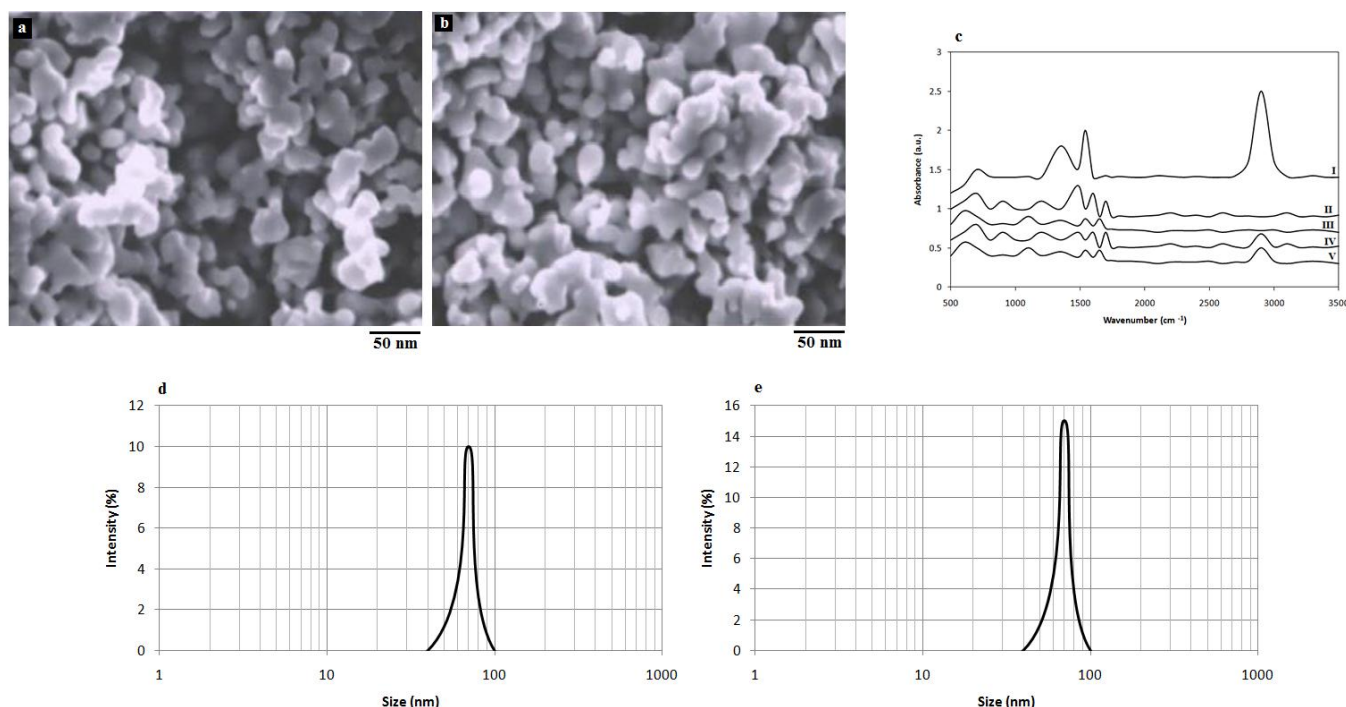 a
50 nm
b
50 nm
c
Absorbance (a.u.)
3
2.5
2
1.5
1
0.5
0
I
II
III
IV
V
500 1000 1500 2000 2500 3000 3500
Wavenumber (cm -1)
d
Intensity (%)
12
10
8
6
4
2
0
1 10 100 1000
Size (nm)
e
Intensity (%)
16
14
12
10
8
6
4
2
0
1 10 100 1000
Size (nm)